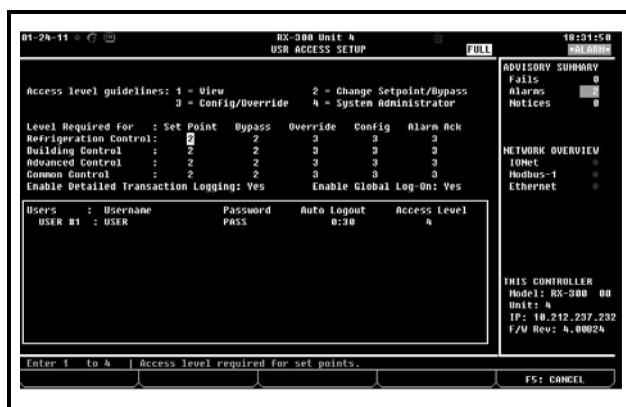 01-24-11 RX-300 Unit 4 18:31:50
USR ACCESS SETUP FULL *ALARM*
ADVISORY SUMMARY
Fails 0
Access level guidelines: 1 = View 2 = Change Setpoint/Bypass Alarms 2
3 = Config/Override 4 = System Administrator Notices 0
Level Required for : Set Point Bypass Override Config Alarm Ack
Refrigeration Control: 2 2 3 3 3
Building Control : 2 2 3 3 3 NETWORK OVERVIEW
Advanced Control : 2 2 3 3 3 IONet
Common Control : 2 2 3 3 3 Modbus-1
Enable Detailed Transaction Logging: Yes Enable Global Log-On: Yes Ethernet
Users : Username Password Auto Logout Access Level
USER #1 : USER PASS 0:30 4
THIS CONTROLLER
Model: RX-300 00
Unit: 4
IP: 10.212.237.232
F/W Rev: 4.00B24
Enter 1 to 4 | Access level required for set points.
F5: CANCEL